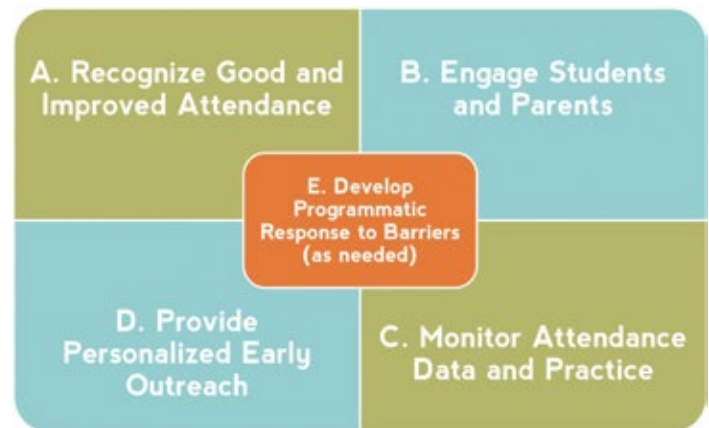 A. Recognize Good and
Improved Attendance
B. Engage Students
and Parents
E. Develop
Programmatic
Response to Barriers
(as needed)
D. Provide
Personalized Early
Outreach
C. Monitor Attendance
Data and Practice